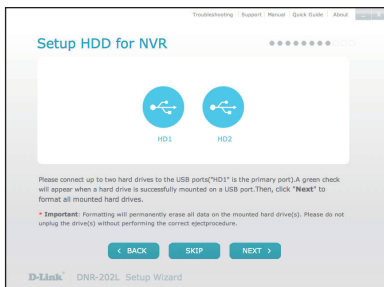 Troubleshooting | Support | Manual | Quick Guide | About
Setup HDD for NVR
HD1 HD2
Please connect up to two hard drives to the USB ports("HD1" is the primary port).A green check
will appear when a hard drive is successfully mounted on a USB port.Then, click "Next" to
format all mounted hard drives.
* Important: Formatting will permanently erase all data on the mounted hard drive(s). Please do not
unplug the drive(s) without performing the correct ejectprocedure.
< BACK SKIP NEXT >
D-Link DNR-202L Setup Wizard